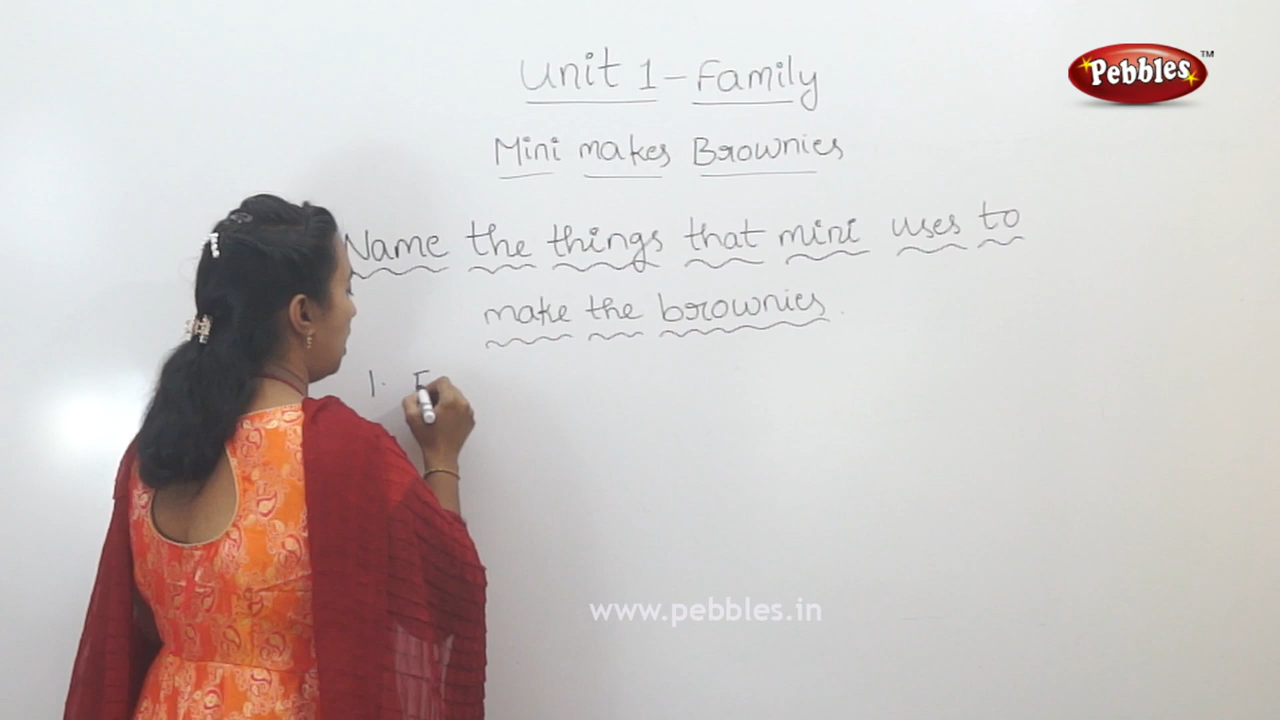 Unit 1 - Family
Pebbles™
Mini makes Brownies
Name the things that mini uses to
make the brownies.
1. F
www.pebbles.in